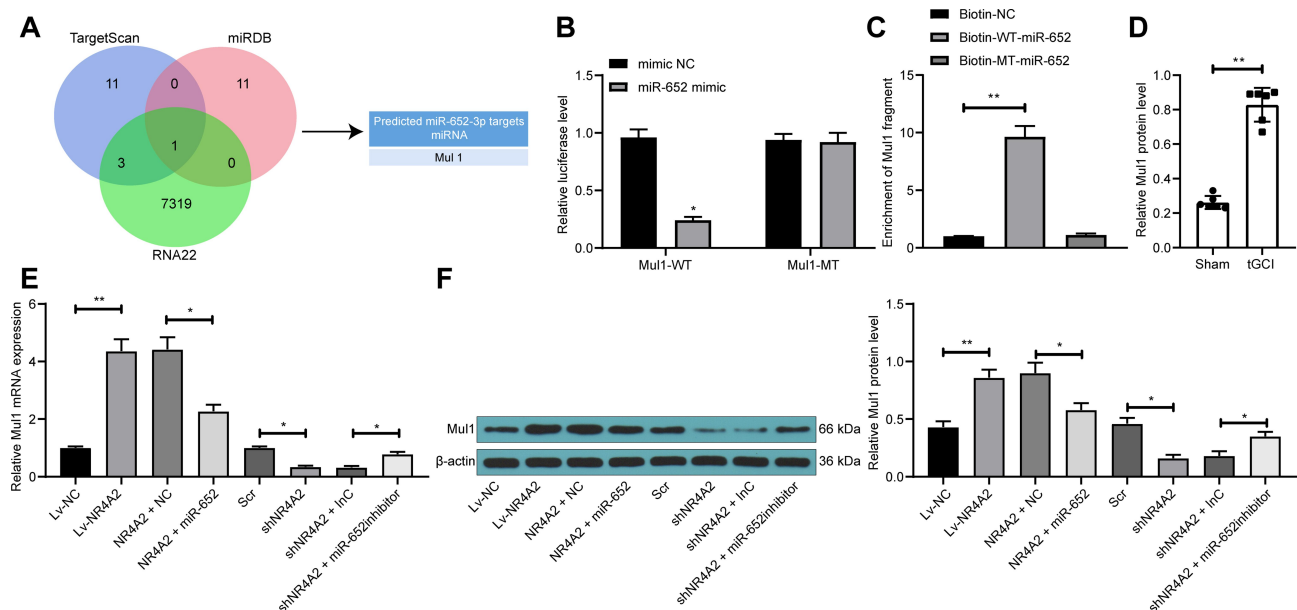 A
TargetScan
miRDB
11
0
11
1
3
0
7319
RNA22
Predicted miR-652-3p targets
miRNA
Mul 1
B
mimic NC
miR-652 mimic
Relative luciferase level
1.5
1.0
0.5
0.0
*
Mul1-WT
Mul1-MT
C
Biotin-NC
Biotin-WT-miR-652
Biotin-MT-miR-652
Enrichment of Mul1 fragment
15
10
5
0
**
D
Relative Mul1 protein level
1.0
0.8
0.6
0.4
0.2
0.0
**
Sham
tGCI
E
Relative Mul1 mRNA expression
6
4
2
0
**
*
*
*
Lv-NC
Lv-NR4A2
NR4A2 + NC
NR4A2 + miR-652
Scr
shNR4A2
shNR4A2 + InC
shNR4A2 + miR-652inhibitor
F
Mul1
66 kDa
β-actin
36 kDa
Lv-NC
Lv-NR4A2
NR4A2 + NC
NR4A2 + miR-652
Scr
shNR4A2
shNR4A2 + InC
shNR4A2 + miR-652inhibitor
Relative Mul1 protein level
1.5
1.0
0.5
0.0
**
*
*
*
Lv-NC
Lv-NR4A2
NR4A2 + NC
NR4A2 + miR-652
Scr
shNR4A2
shNR4A2 + InC
shNR4A2 + miR-652inhibitor